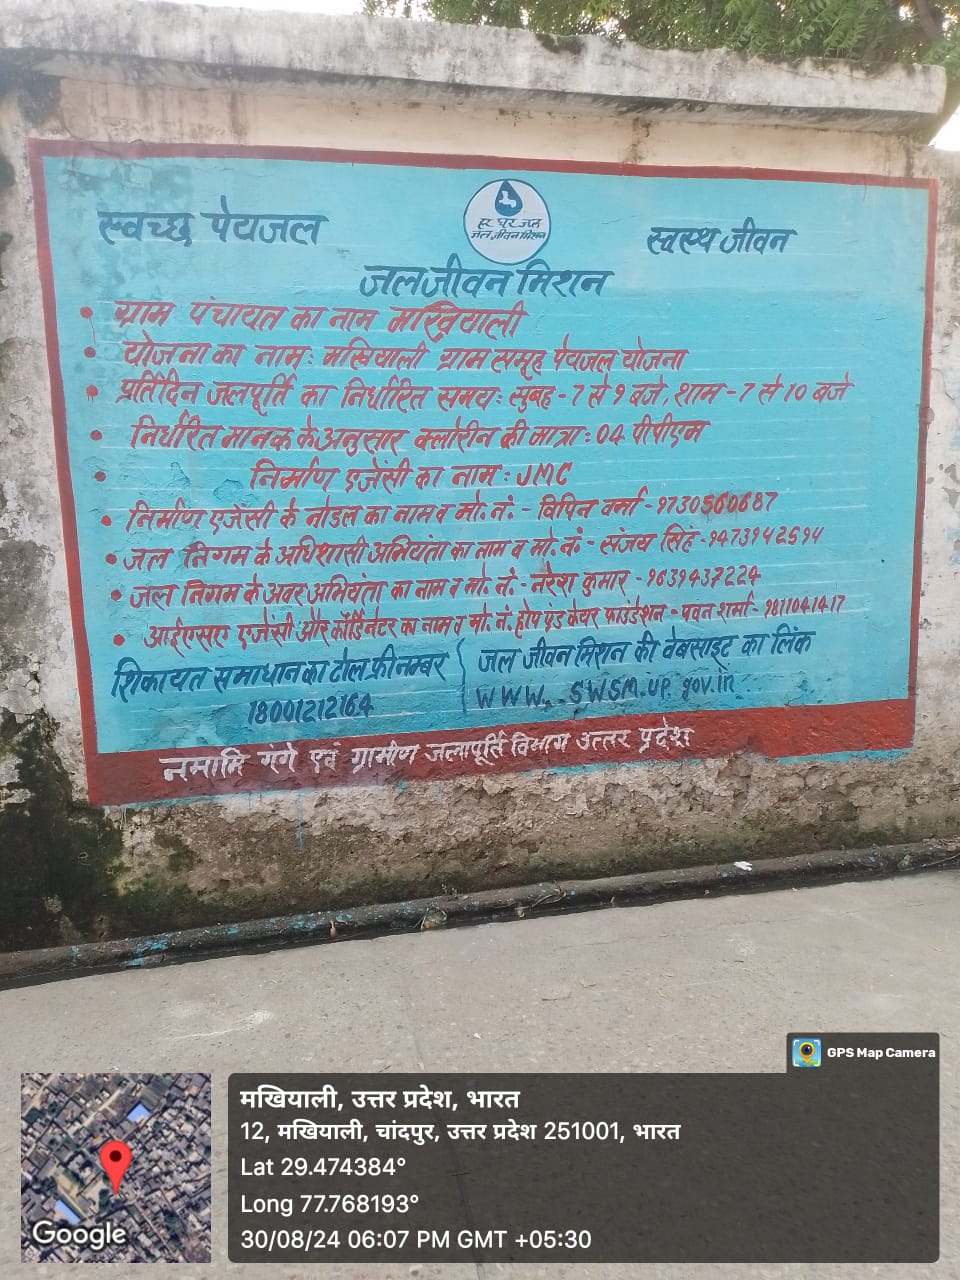 स्वच्छ पेयजल
हर घर जल
जल जीवन मिशन
स्वस्थ जीवन
जल जीवन मिशन
• ग्राम पंचायत का नाम मखियाली
• योजना का नाम: मखियाली ग्राम समूह पेयजल योजना
• प्रतिदिन जलपूर्ति का निर्धारित समय: सुबह - 7 से 9 बजे, शाम - 7 से 10 बजे
• निर्धारित मानक के अनुसार क्लोरीन की मात्रा: 04 पीपीएम
• निर्माण एजेंसी का नाम: JMC
• निर्माण एजेंसी के नोडल का नाम व मो. नं. - विपिन वर्मा - 9730560687
• जल निगम के अधिशासी अभियंता का नाम व मो. नं. - संजय सिंह - 9473942514
• जल निगम के अवर अभियंता का नाम व मो. नं. - नरेश कुमार - 9639437224
• आईएसए एजेंसी और कॉर्डिनेटर का नाम व मो. नं. होप एंड केयर फाउंडेशन - पवन शर्मा - 9811041417
शिकायत समाधान का टोल फ्री नम्बर
18001212164
जल जीवन मिशन की वेबसाइट का लिंक
www. swsm.up.gov.in
नमामि गंगे एवं ग्रामीण जलापूर्ति विभाग उत्तर प्रदेश
GPS Map Camera
मखियाली, उत्तर प्रदेश, भारत
12, मखियाली, चांदपुर, उत्तर प्रदेश 251001, भारत
Lat 29.474384°
Long 77.768193°
30/08/24 06:07 PM GMT +05:30
Google